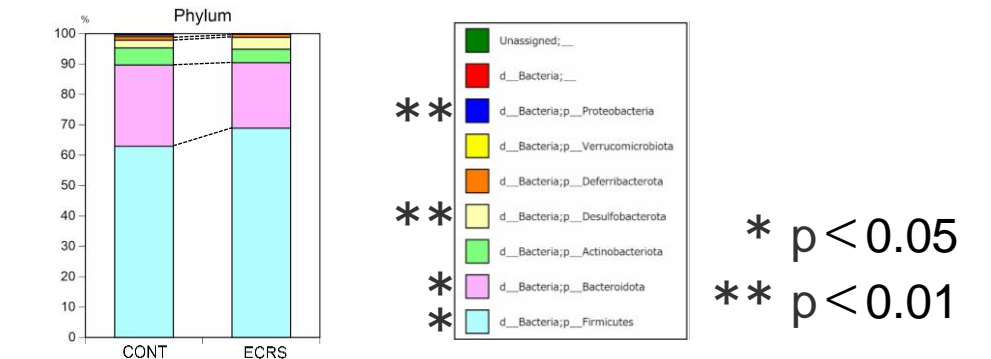 Phylum
%
100
90
80
70
60
50
40
30
20
10
0
CONT ECRS
Unassigned;__
d__Bacteria;__
** d__Bacteria;p__Proteobacteria
d__Bacteria;p__Verrucomicrobiota
d__Bacteria;p__Deferribacterota
** d__Bacteria;p__Desulfobacterota
d__Bacteria;p__Actinobacteriota
* d__Bacteria;p__Bacteroidota
* d__Bacteria;p__Firmicutes
* p<0.05
** p<0.01